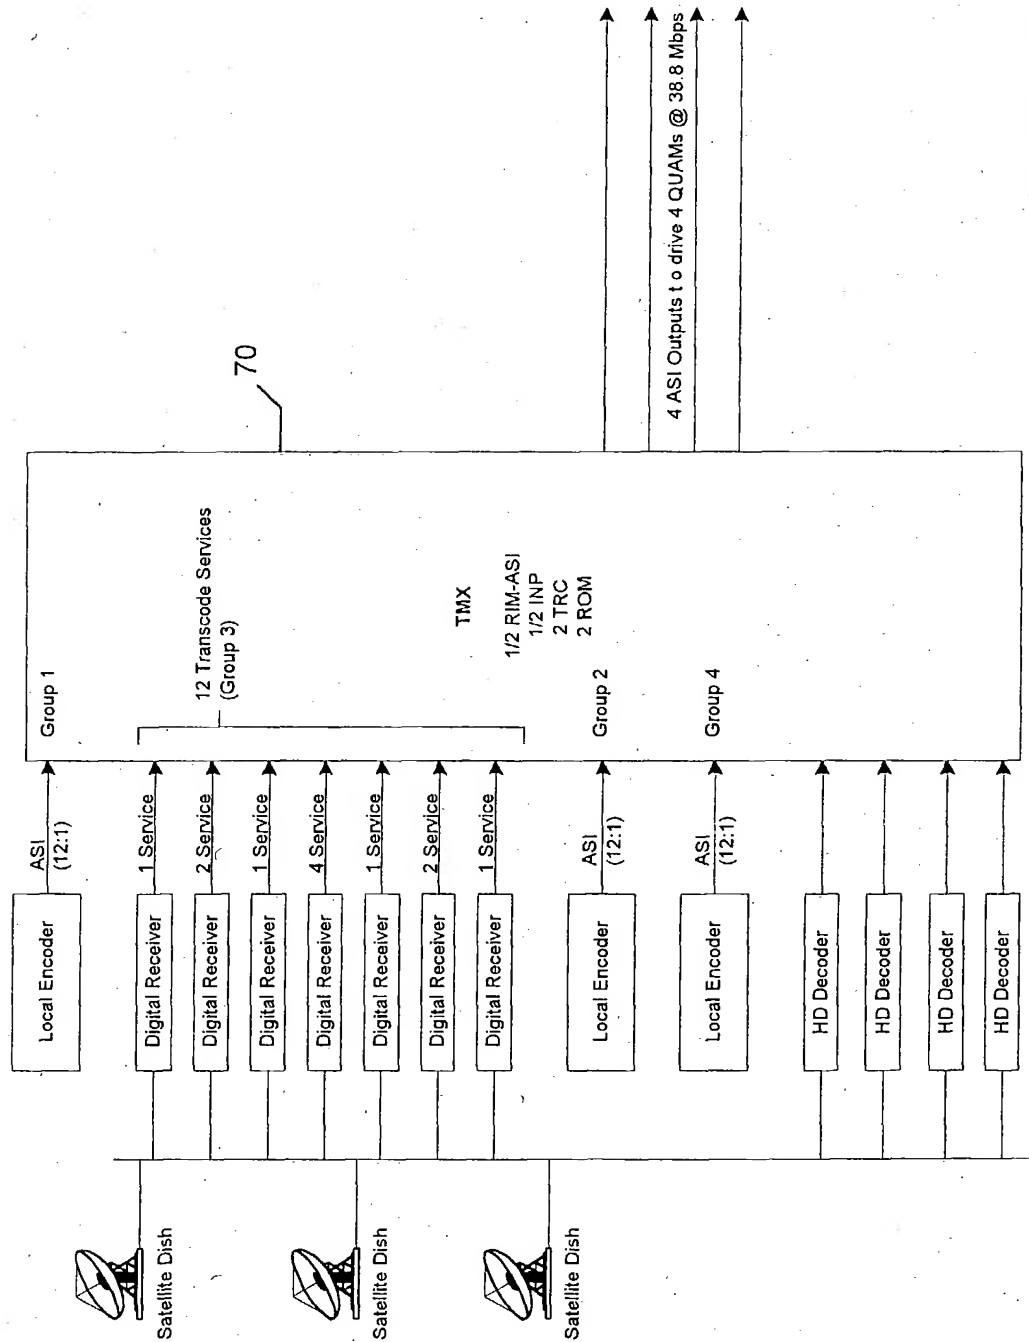 Local Encoder
ASI
(12:1)
Group 1
Satellite Dish
Digital Receiver
1 Service
Digital Receiver
2 Service
12 Transcode Services
(Group 3)
70
Digital Receiver
1 Service
Digital Receiver
4 Service
Satellite Dish
Digital Receiver
1 Service
Digital Receiver
2 Service
Digital Receiver
1 Service
TMX
1/2 RIM-ASI
1/2 INP
2 TRC
2 ROM
Satellite Dish
Local Encoder
ASI
(12:1)
Group 2
4 ASI Outputs t o drive 4 QUAMs @ 38.8 Mbps
Local Encoder
ASI
(12:1)
Group 4
HD Decoder
HD Decoder
HD Decoder
HD Decoder